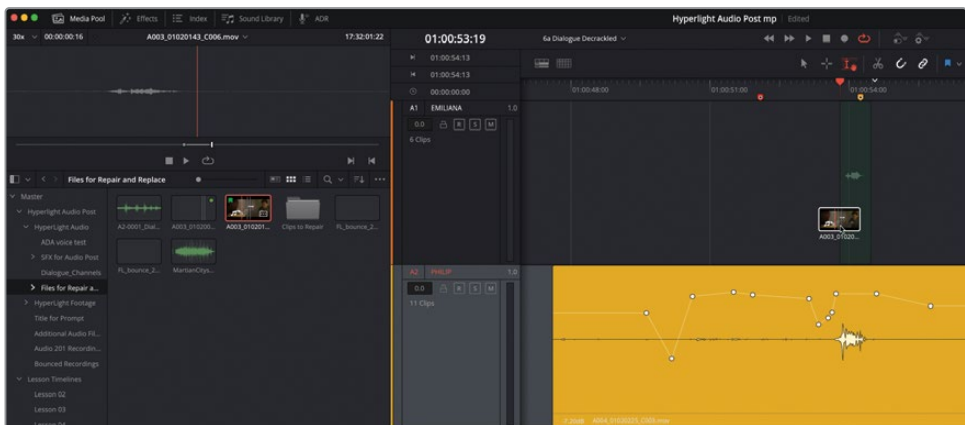 Media Pool Effects Index Sound Library ADR Hyperlight Audio Post mp Edited
30x 00:00:00:16 A003_01020143_C006.mov 17:32:01:22
01:00:53:19 6a Dialogue Decrackled
01:00:54:13
01:00:54:13
00:00:00:00
01:00:48:00 01:00:51:00 01:00:54:00
A1 EMILIANA 1.0
0.0 R S M
6 Clips
Files for Repair and Replace
Master
Hyperlight Audio Post
HyperLight Audio
ADA voice test
SFX for Audio Post
Dialogue_Channels
Files for Repair a...
HyperLight Footage
Title for Prompt
Additional Audio Fil...
Audio 201 Recordin...
Bounced Recordings
Lesson Timelines
Lesson 02
Lesson 03
A2-0001_Dial... A003_010200... A003_010201... Clips to Repair FL_bounce_2...
FL_bounce_2... MartianCitys...
A003_01020...
A2 PHILIP 1.0
0.0 R S M
11 Clips